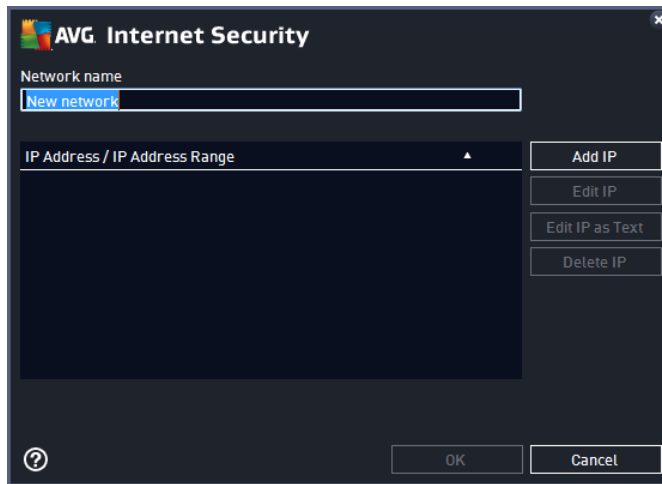 AVG. Internet Security
Network name
New network
IP Address / IP Address Range
Add IP
Edit IP
Edit IP as Text
Delete IP
OK
Cancel